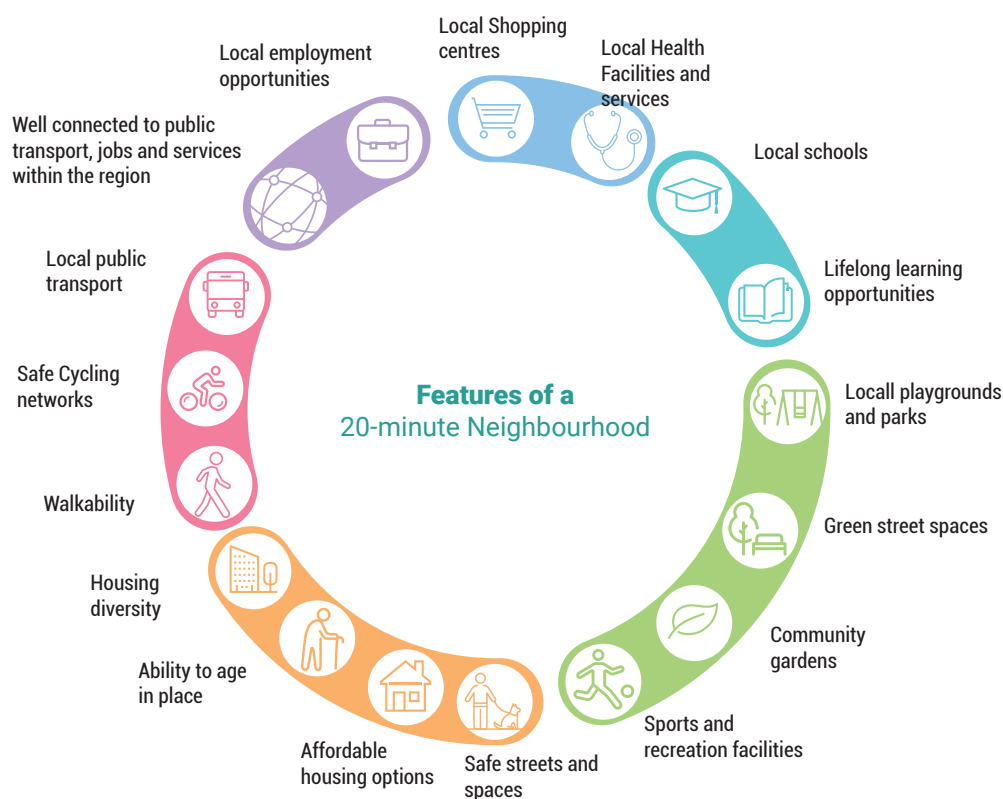 Local Shopping
centres
Local Health
Facilities and
services
Local schools
Lifelong learning
opportunities
Locall playgrounds
and parks
Green street spaces
Community
gardens
Sports and
recreation facilities
Safe streets and
spaces
Affordable
housing options
Ability to age
in place
Housing
diversity
Walkability
Safe Cycling
networks
Local public
transport
Well connected to public
transport, jobs and services
within the region
Local employment
opportunities
Features of a
20-minute Neighbourhood